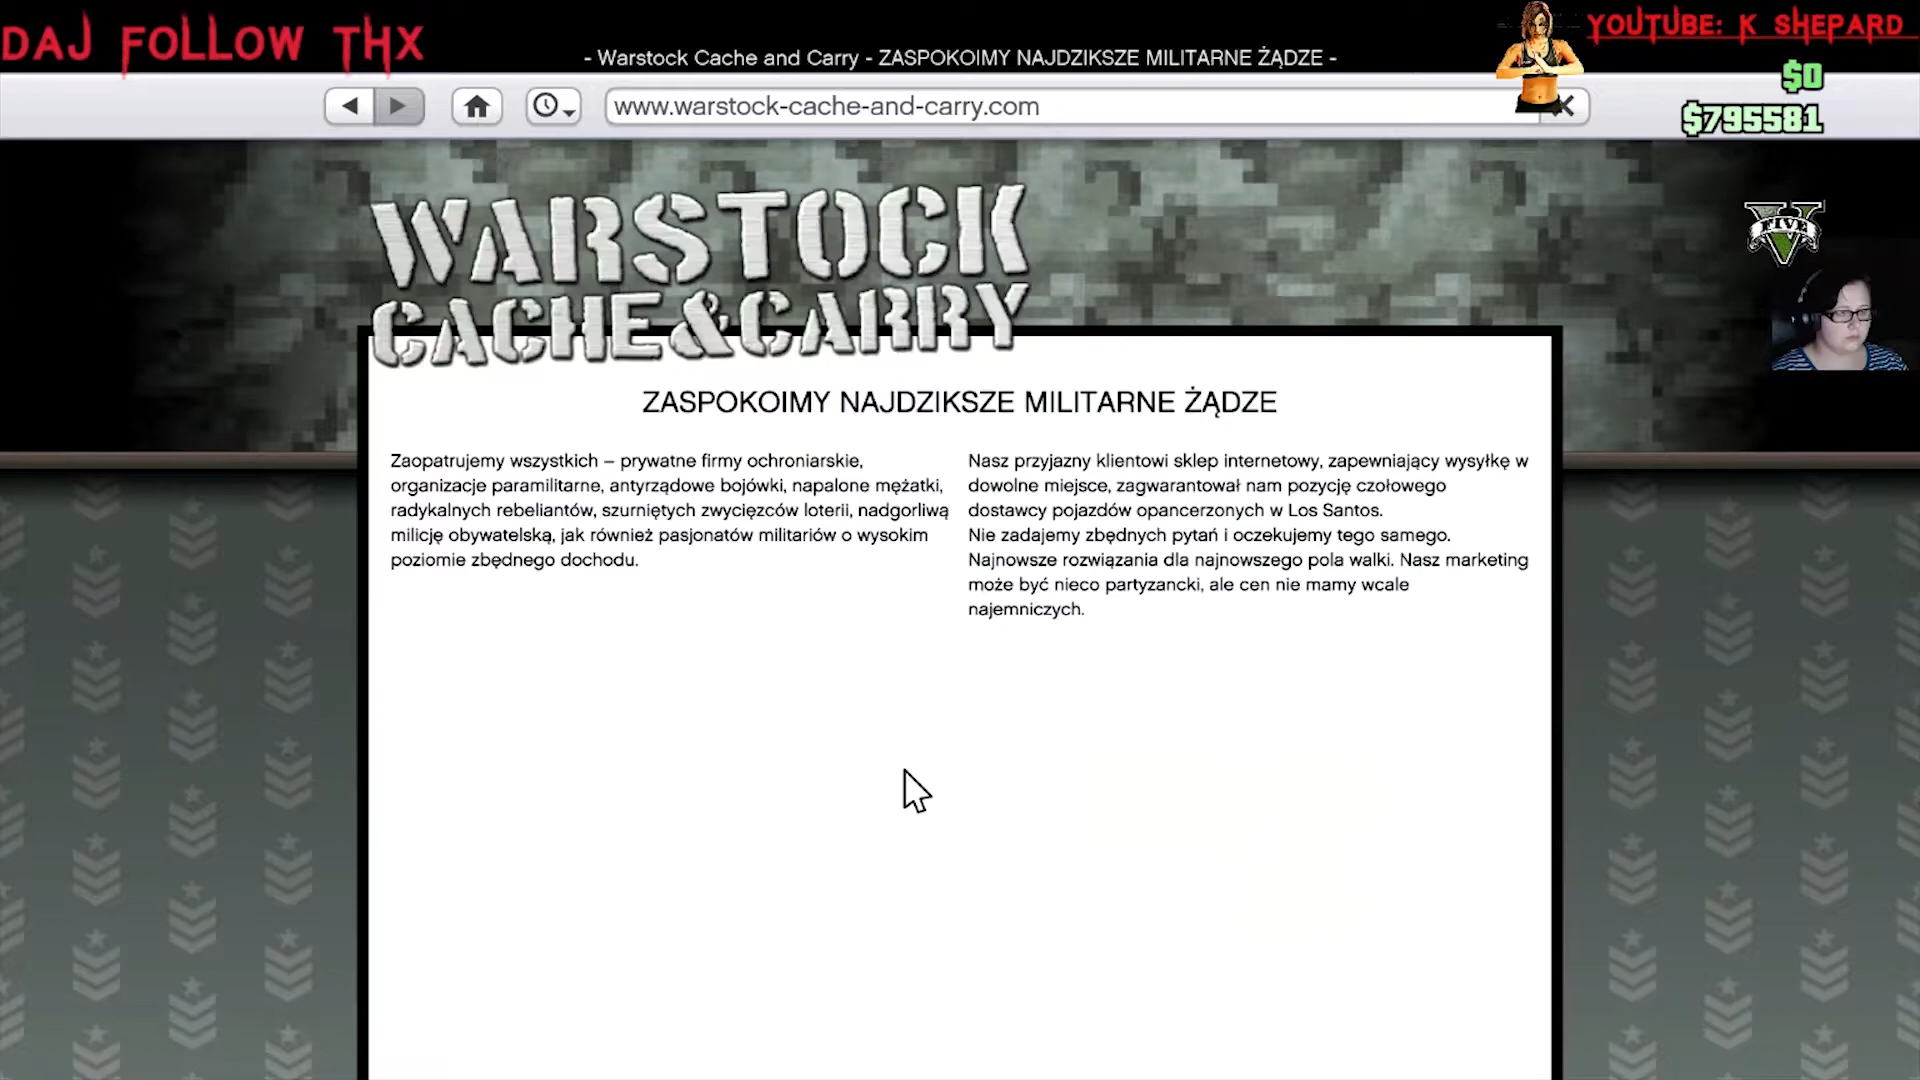 DAJ FOLLOW THX
- Warstock Cache and Carry - ZASPOKOIMY NAJDZIKSZE MILITARNE ŻĄDZE -
YOUTUBE: K SHEPARD
$0
$795581
www.warstock-cache-and-carry.com
WARSTOCK
CACHE&CARRY
V
FIVE
ZASPOKOIMY NAJDZIKSZE MILITARNE ŻĄDZE
Zaopatrujemy wszystkich – prywatne firmy ochroniarskie,
organizacje paramilitarne, antyrządowe bojówki, napalone mężatki,
radykalnych rebeliantów, szurniętych zwycięzców loterii, nadgorliwą
milicję obywatelską, jak również pasjonatów militariów o wysokim
poziomie zbędnego dochodu.
Nasz przyjazny klientowi sklep internetowy, zapewniający wysyłkę w
dowolne miejsce, zagwarantował nam pozycję czołowego
dostawcy pojazdów opancerzonych w Los Santos.
Nie zadajemy zbędnych pytań i oczekujemy tego samego.
Najnowsze rozwiązania dla najnowszego pola walki. Nasz marketing
może być nieco partyzancki, ale cen nie mamy wcale
najemniczych.